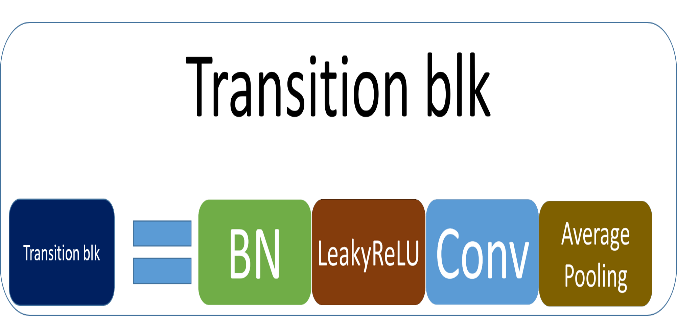 Transition blk
Transition blk
BN
LeakyReLU
Conv
Average
Pooling